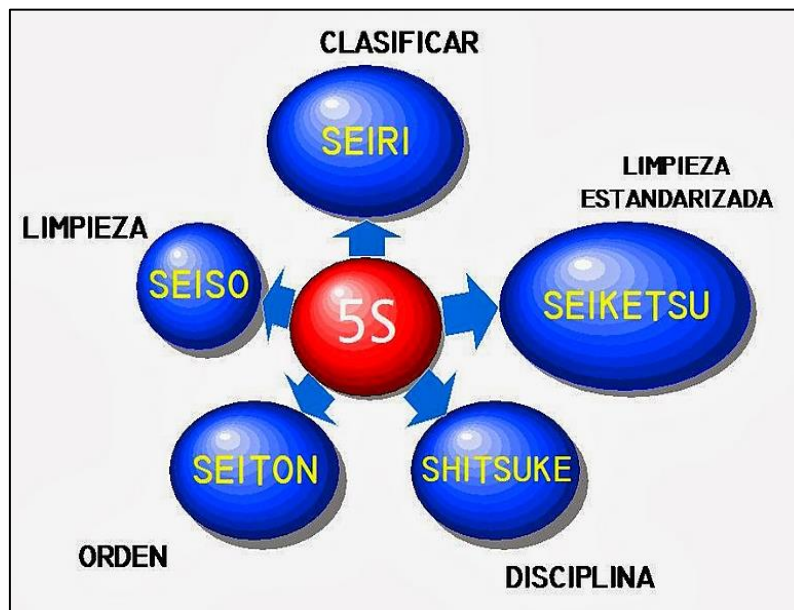 CLASIFICAR
SEIRI
LIMPIEZA
ESTANDARIZADA
LIMPIEZA
SEISO
5S
SEIKETSU
SEITON
SHITSUKE
ORDEN
DISCIPLINA